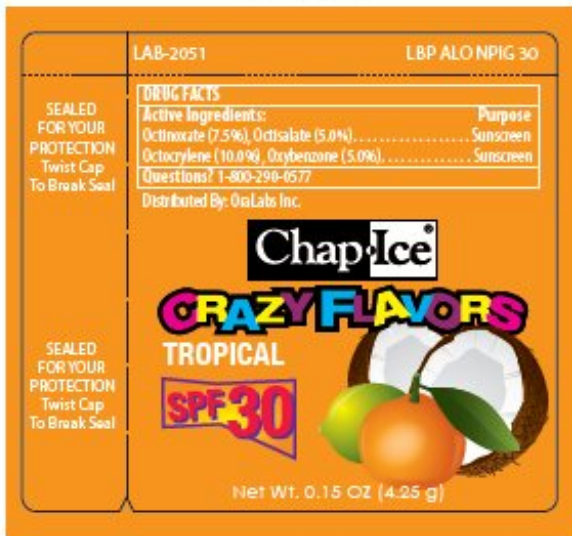 LAB-2051 LBP ALO NPIG 30
SEALED
FOR YOUR
PROTECTION
Twist Cap
To Break Seal
DRUG FACTS
Active Ingredients: Purpose
Octinoxate (7.5%), Octisalate (5.0%)......................Sunscreen
Octocrylene (10.0%), Oxybenzone (5.0%)................Sunscreen
Questions? 1-800-290-0577
Distributed By: OraLabs Inc.
Chap·Ice®
CRAZY FLAVORS
TROPICAL
SPF 30
SEALED
FOR YOUR
PROTECTION
Twist Cap
To Break Seal
Net Wt. 0.15 OZ (4.25 g)